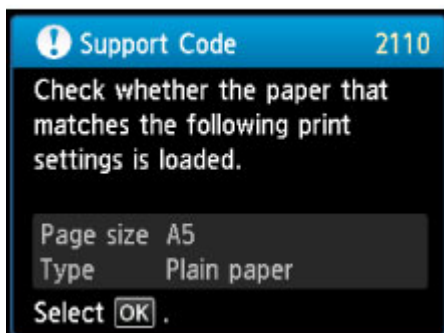 Support Code 2110
Check whether the paper that
matches the following print
settings is loaded.
Page size A5
Type Plain paper
Select OK .